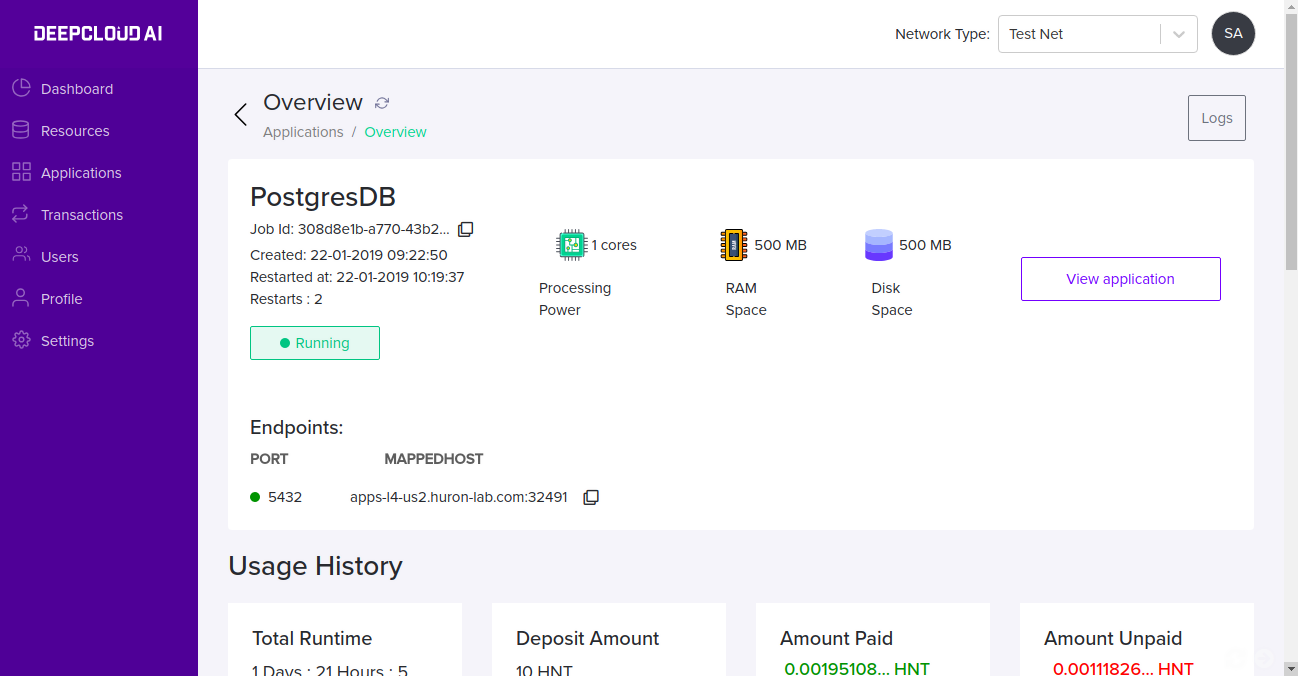 DEEPCLOUD AI
Network Type:
Test Net
SA
Dashboard
Resources
Applications
Transactions
Users
Profile
Settings
Overview
Applications / Overview
Logs
PostgresDB
Job Id: 308d8e1b-a770-43b2...
Created: 22-01-2019 09:22:50
Restarted at: 22-01-2019 10:19:37
Restarts : 2
Running
1 cores
Processing
Power
RAM
500 MB
RAM
Space
500 MB
Disk
Space
View application
Endpoints:
PORT MAPPEDHOST
5432 apps-l4-us2.huron-lab.com:32491
Usage History
Total Runtime
1 Days : 21 Hours : 5
Deposit Amount
10 HNT
Amount Paid
0.00195108... HNT
Amount Unpaid
0.00111826... HNT